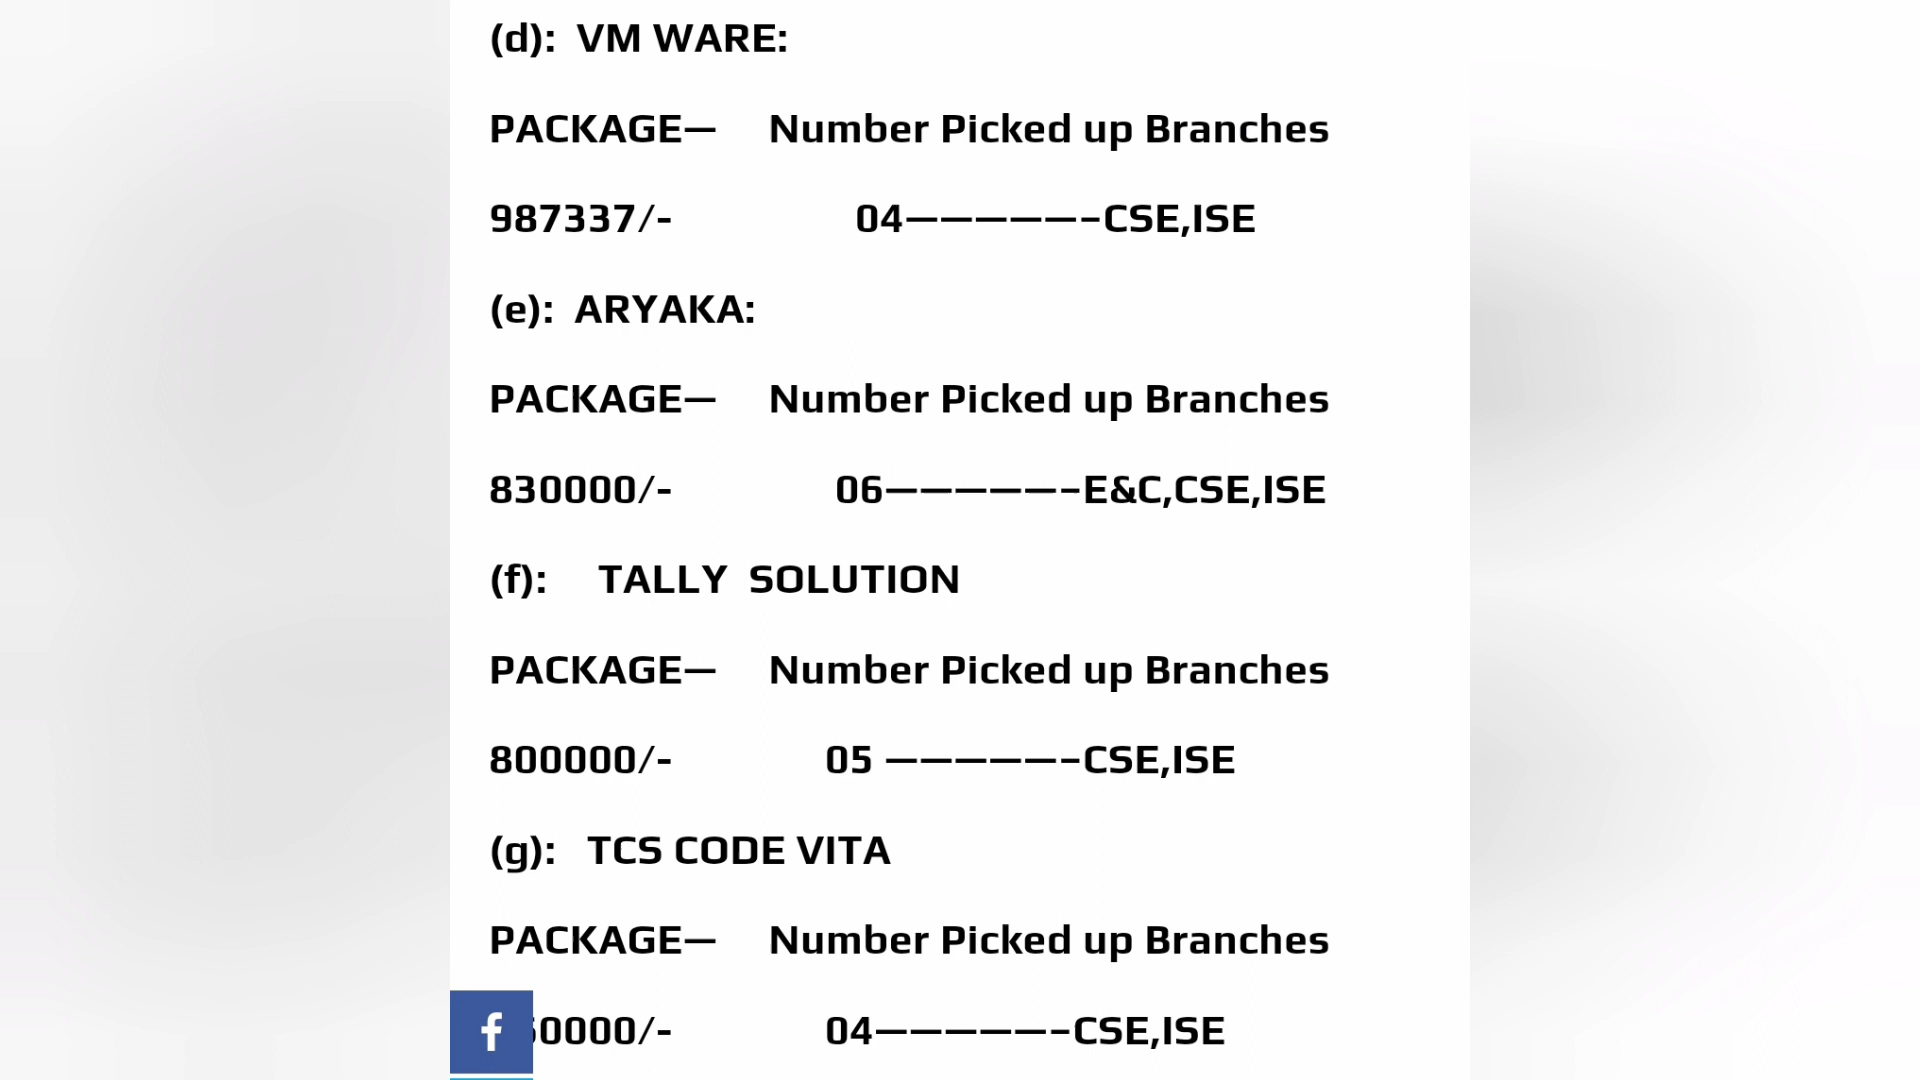 (d): VM WARE:
PACKAGE— Number Picked up Branches
987337/- 04—————–CSE,ISE
(e): ARYAKA:
PACKAGE— Number Picked up Branches
830000/- 06—————–E&C,CSE,ISE
(f): TALLY SOLUTION
PACKAGE— Number Picked up Branches
800000/- 05 —————–CSE,ISE
(g): TCS CODE VITA
PACKAGE— Number Picked up Branches
04—————–CSE,ISE